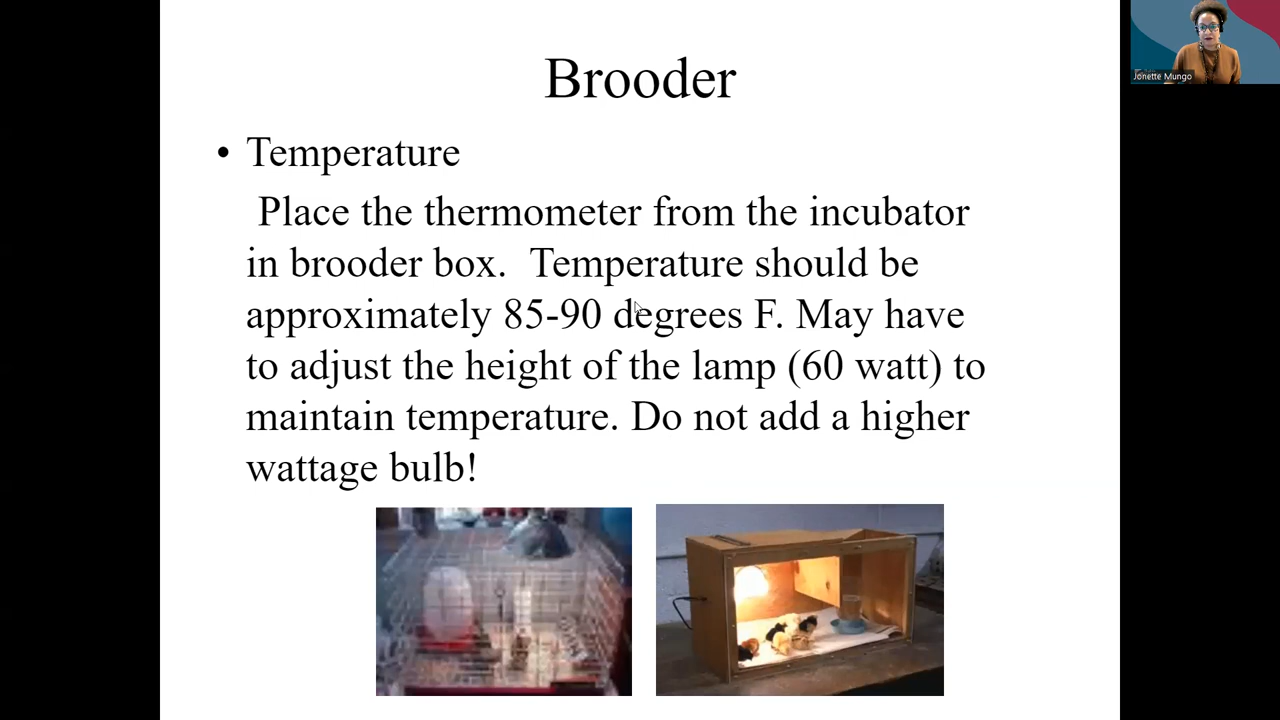 Brooder
• Temperature
Place the thermometer from the incubator
in brooder box. Temperature should be
approximately 85-90 degrees F. May have
to adjust the height of the lamp (60 watt) to
maintain temperature. Do not add a higher
wattage bulb!
Jonette Mungo